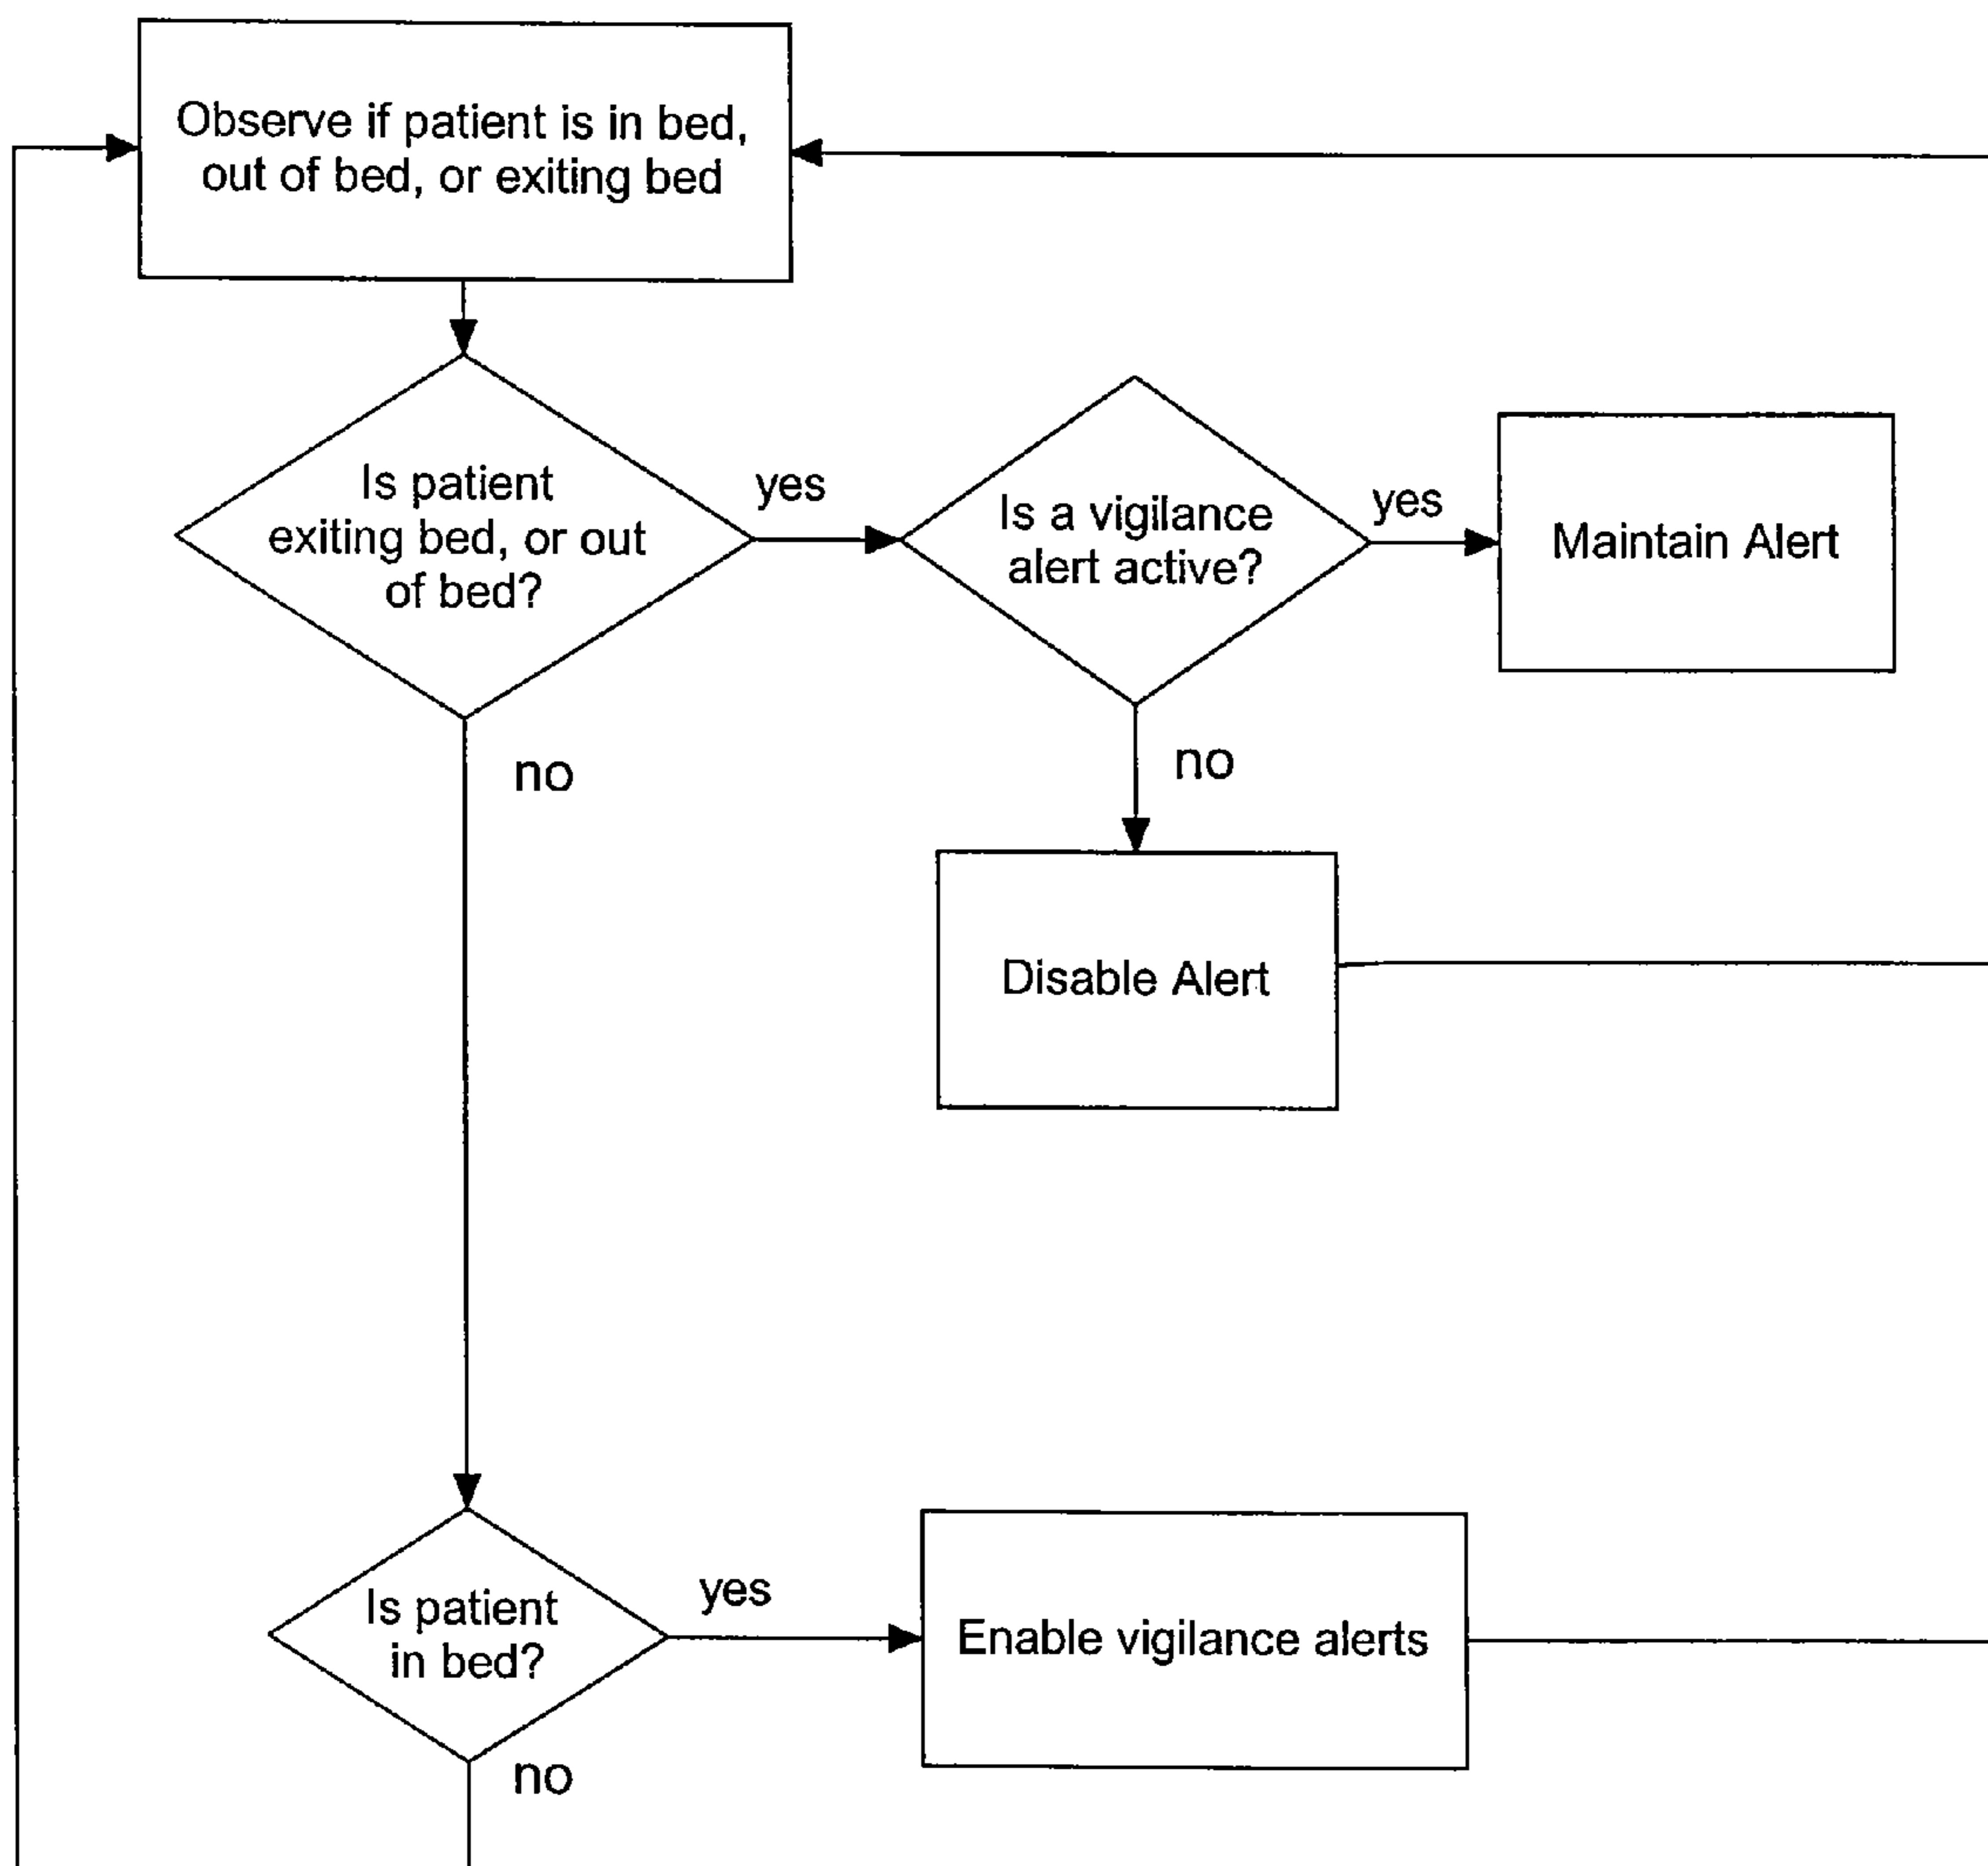 Observe if patient is in bed,
out of bed, or exiting bed
Is patient
exiting bed, or out
of bed?
yes
Is a vigilance
alert active?
yes
Maintain Alert
no
no
Disable Alert
Is patient
in bed?
yes
Enable vigilance alerts
no